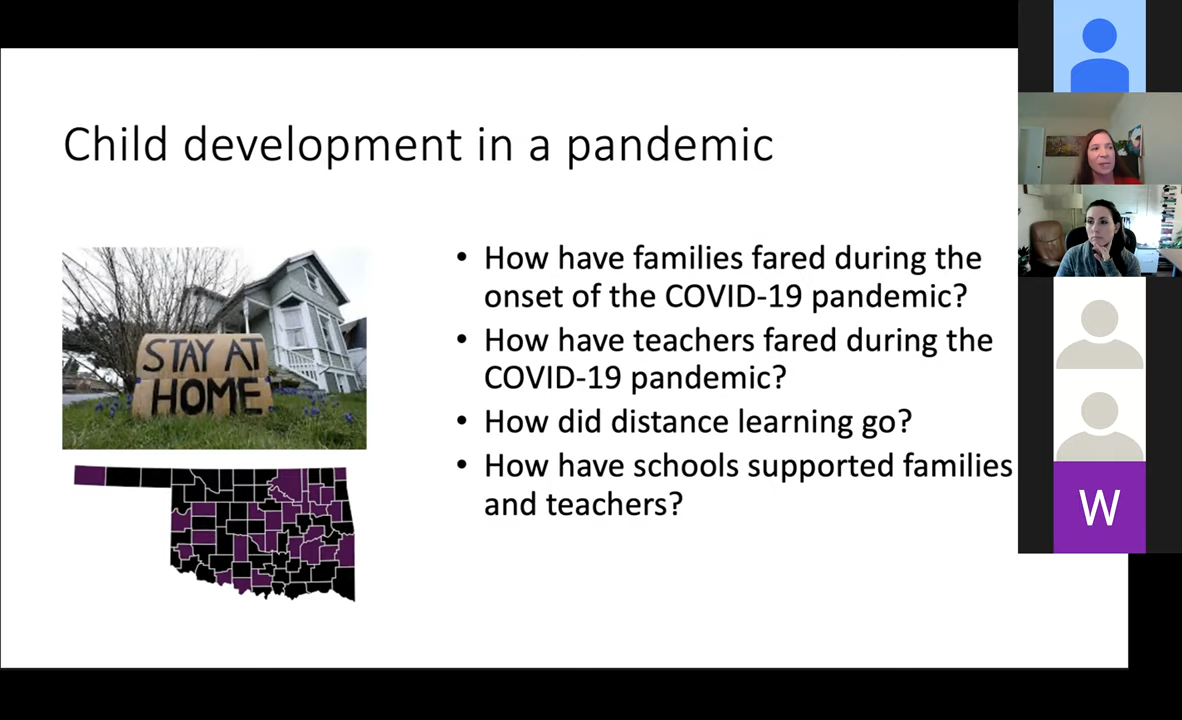 Child development in a pandemic
STAY AT
HOME
• How have families fared during the
onset of the COVID-19 pandemic?
• How have teachers fared during the
COVID-19 pandemic?
• How did distance learning go?
• How have schools supported families
and teachers?
W